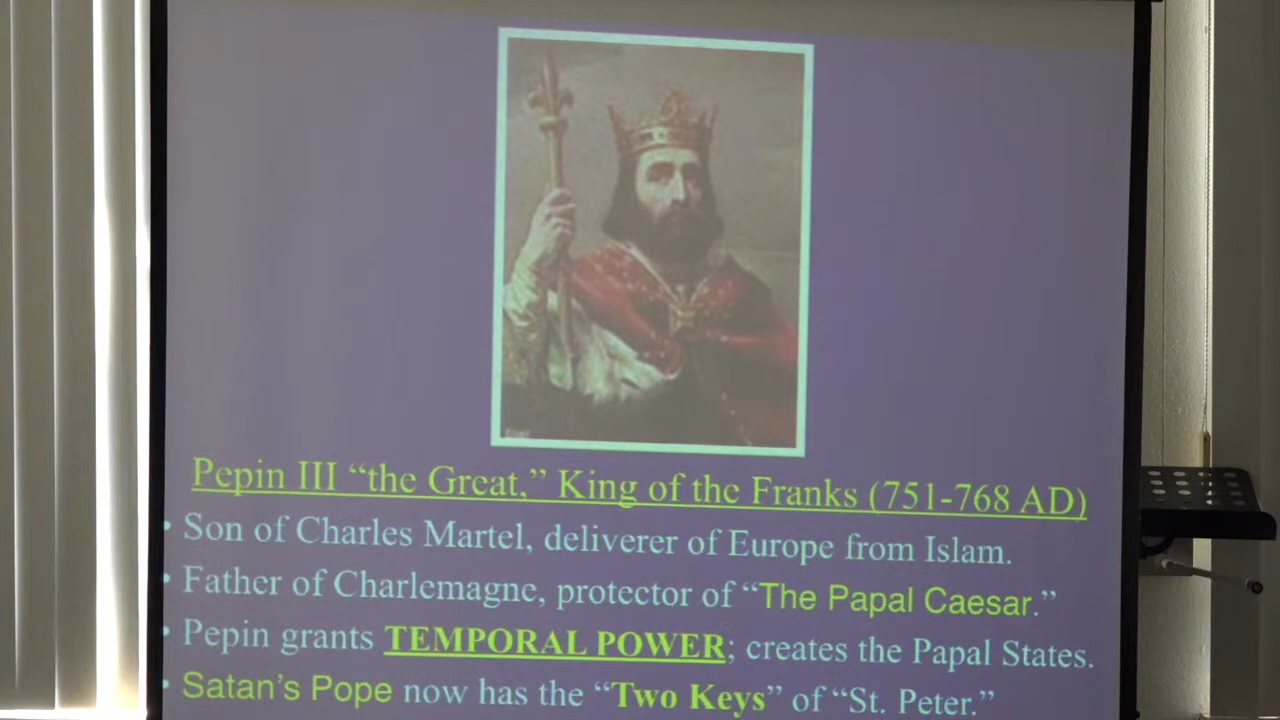 Pepin III “the Great,” King of the Franks (751-768 AD)
• Son of Charles Martel, deliverer of Europe from Islam.
• Father of Charlemagne, protector of “The Papal Caesar.”
• Pepin grants TEMPORAL POWER; creates the Papal States.
• Satan’s Pope now has the “Two Keys” of “St. Peter.”